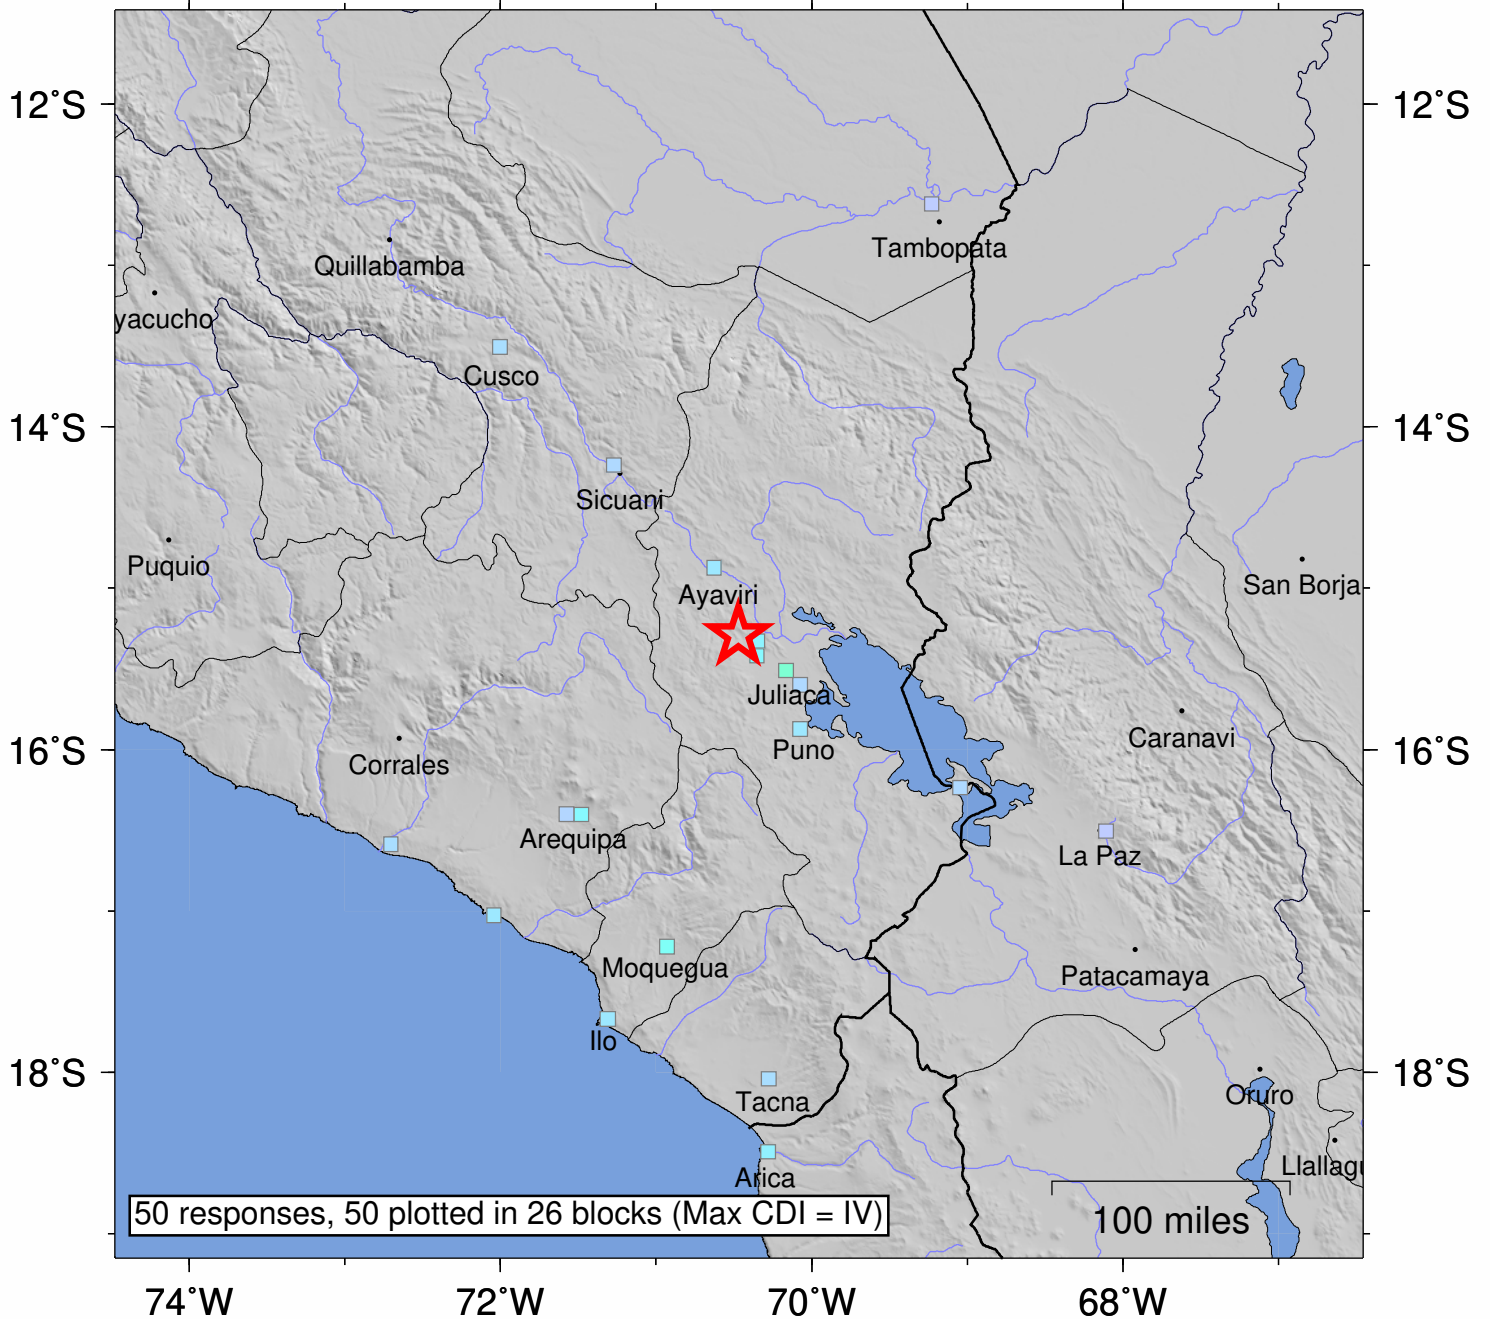 12°S
12°S
Tambopata
Quillabamba
yacucho
Cusco
14°S
14°S
Sicuani
Puquio
San Borja
Ayaviri
Juliaca
Caranavi
16°S
16°S
Puno
Corrales
Arequipa
La Paz
Moquegua
Patacamaya
Ilo
18°S
18°S
Tacna
Oruro
Llallagu
Arica
50 responses, 50 plotted in 26 blocks (Max CDI = IV)
100 miles
74°W
72°W
70°W
68°W